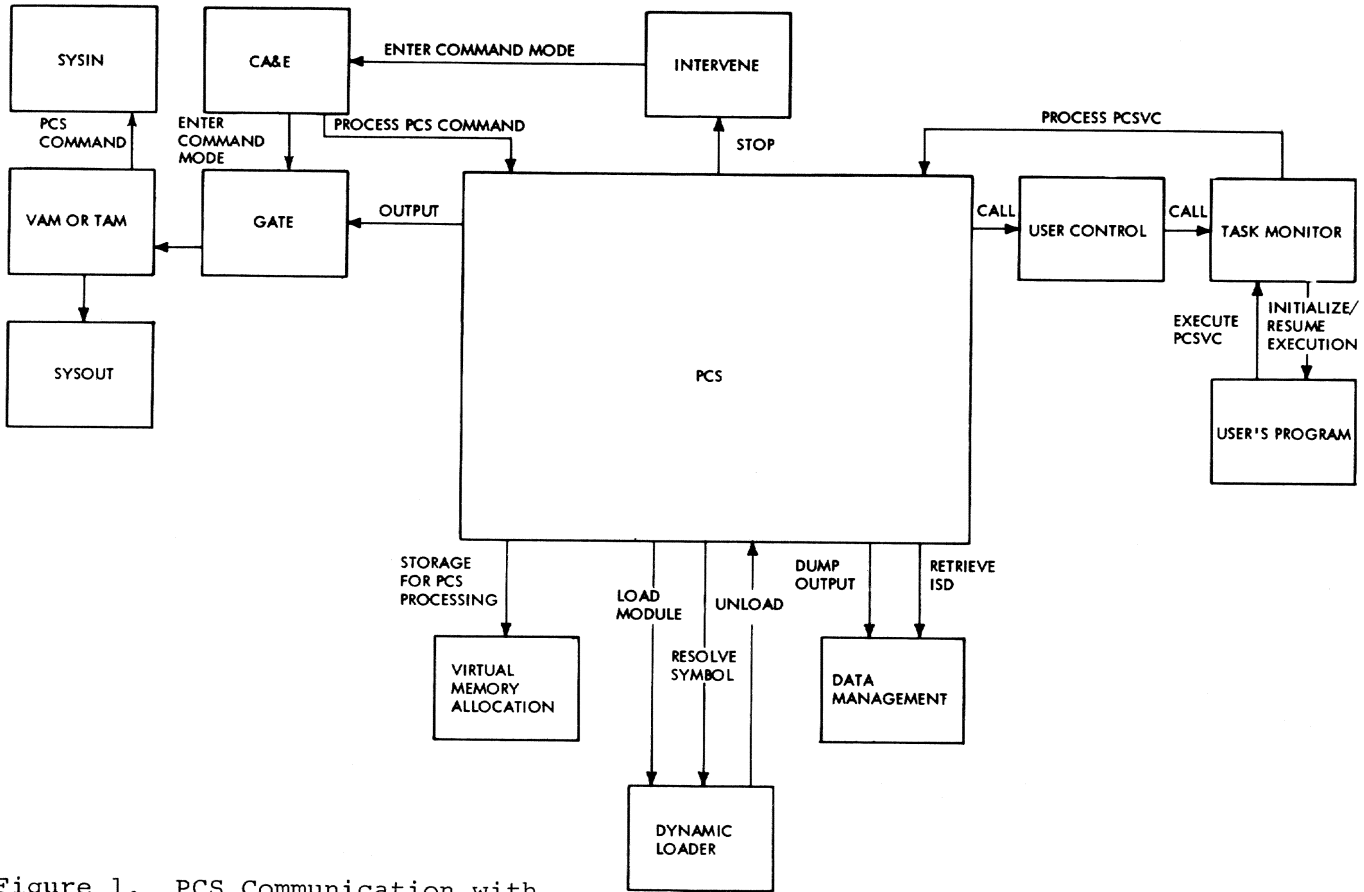 SYSIN
CA&E
ENTER COMMAND MODE
INTERVENE
PCS
COMMAND
ENTER
COMMAND
MODE
PROCESS PCS COMMAND
STOP
PROCESS PCSVC
VAM OR TAM
GATE
OUTPUT
CALL
USER CONTROL
CALL
TASK MONITOR
EXECUTE
PCSVC
INITIALIZE/
RESUME
EXECUTION
SYSOUT
PCS
USER'S PROGRAM
STORAGE
FOR PCS
PROCESSING
LOAD
MODULE
RESOLVE
SYMBOL
UNLOAD
DUMP
OUTPUT
RETRIEVE
ISD
VIRTUAL
MEMORY
ALLOCATION
DATA
MANAGEMENT
DYNAMIC
LOADER
Figure 1. PCS Communication with